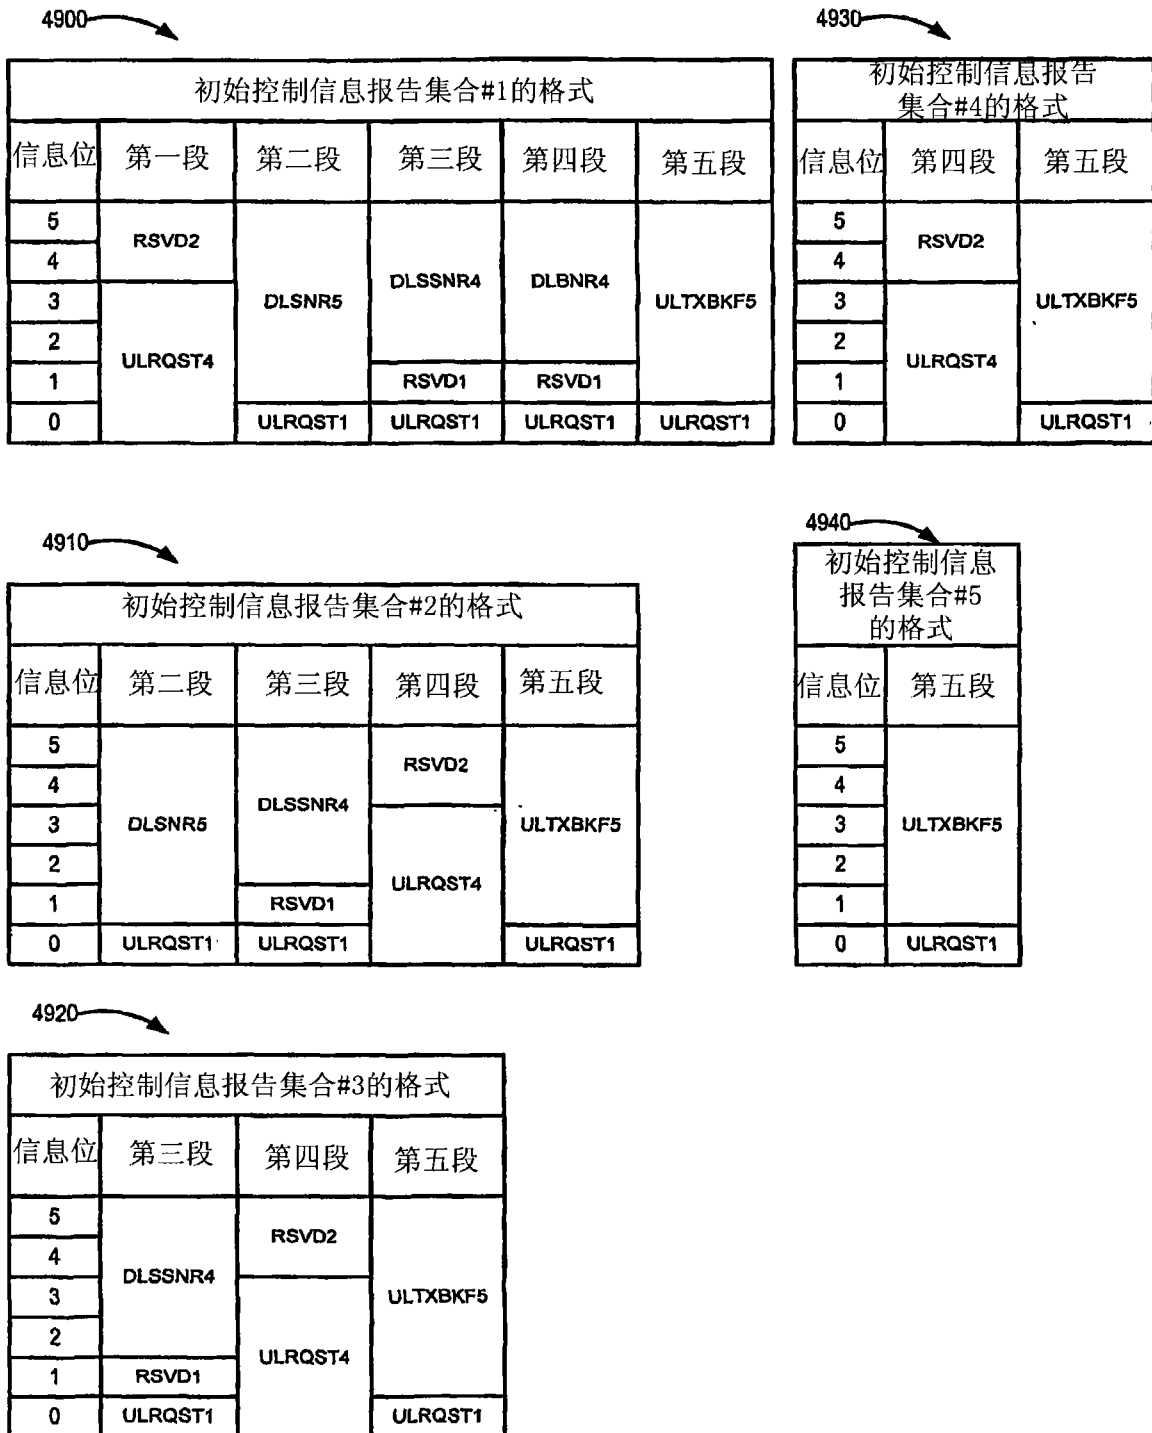 4900
初始控制信息报告集合#1的格式
信息位 第一段 第二段 第三段 第四段 第五段
5
4
3
2
1
0
RSVD2
ULRQST4
DLSNR5
ULRQST1
DLSSNR4
RSVD1
ULRQST1
DLBNR4
RSVD1
ULRQST1
ULTXBKF5
ULRQST1
4930
初始控制信息报告
集合#4的格式
信息位 第四段 第五段
5
4
3
2
1
0
RSVD2
ULRQST4
ULTXBKF5
ULRQST1
4910
初始控制信息报告集合#2的格式
信息位 第二段 第三段 第四段 第五段
5
4
3
2
1
0
DLSNR5
ULRQST1
DLSSNR4
RSVD1
ULRQST1
RSVD2
ULRQST4
ULTXBKF5
ULRQST1
4940
初始控制信息
报告集合#5
的格式
信息位 第五段
5
4
3
2
1
0
ULTXBKF5
ULRQST1
4920
初始控制信息报告集合#3的格式
信息位 第三段 第四段 第五段
5
4
3
2
1
0
DLSSNR4
RSVD1
ULRQST1
RSVD2
ULRQST4
ULTXBKF5
ULRQST1